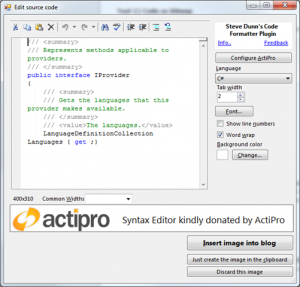 Edit source code
/// <summary>
/// Represents methods applicable to
providers.
/// </summary>
public interface IProvider
{
/// <summary>
/// Gets the languages that this
provider makes available.
/// </summary>
/// <value>The languages.</value>
LanguageDefinitionCollection
Languages { get ;}
400x310 Common Widths:
Steve Dunn's Code
Formatter Plugin
Info.. Feedback
Configure ActiPro
Language
C#
Tab width
2
Font...
Show line numbers
Word wrap
Background color
Change...
actipro Syntax Editor kindly donated by ActiPro
Insert image into blog
Just create the image in the clipboard
Discard this image